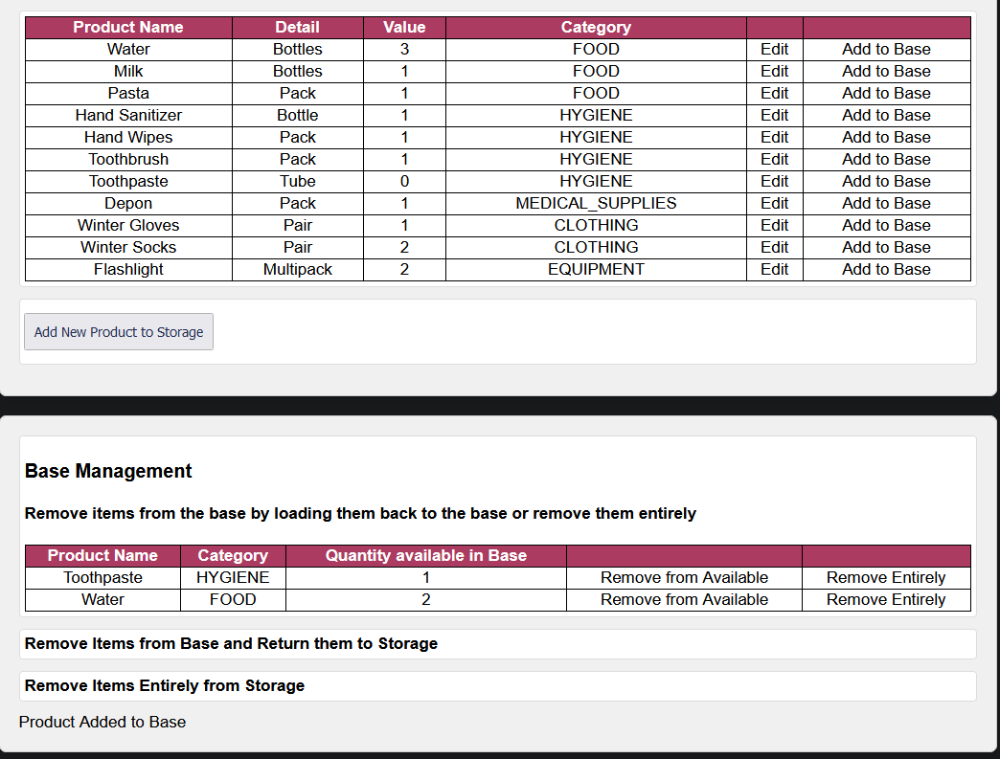 Product Name Detail Value Category
Water Bottles 3 FOOD Edit Add to Base
Milk Bottles 1 FOOD Edit Add to Base
Pasta Pack 1 FOOD Edit Add to Base
Hand Sanitizer Bottle 1 HYGIENE Edit Add to Base
Hand Wipes Pack 1 HYGIENE Edit Add to Base
Toothbrush Pack 1 HYGIENE Edit Add to Base
Toothpaste Tube 0 HYGIENE Edit Add to Base
Depon Pack 1 MEDICAL_SUPPLIES Edit Add to Base
Winter Gloves Pair 1 CLOTHING Edit Add to Base
Winter Socks Pair 2 CLOTHING Edit Add to Base
Flashlight Multipack 2 EQUIPMENT Edit Add to Base
Add New Product to Storage
Base Management
Remove items from the base by loading them back to the base or remove them entirely
Product Name Category Quantity available in Base
Toothpaste HYGIENE 1 Remove from Available Remove Entirely
Water FOOD 2 Remove from Available Remove Entirely
Remove Items from Base and Return them to Storage
Remove Items Entirely from Storage
Product Added to Base